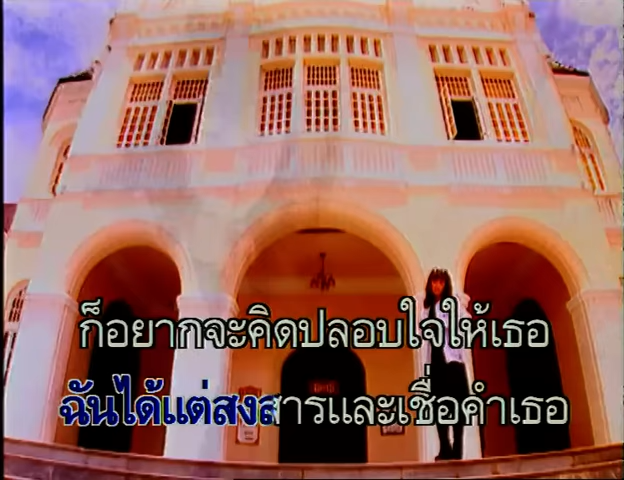 ก็อยากจะคิดปลอบใจให้เธอ
ฉันได้แต่สงสารและเชื่อคำเธอ